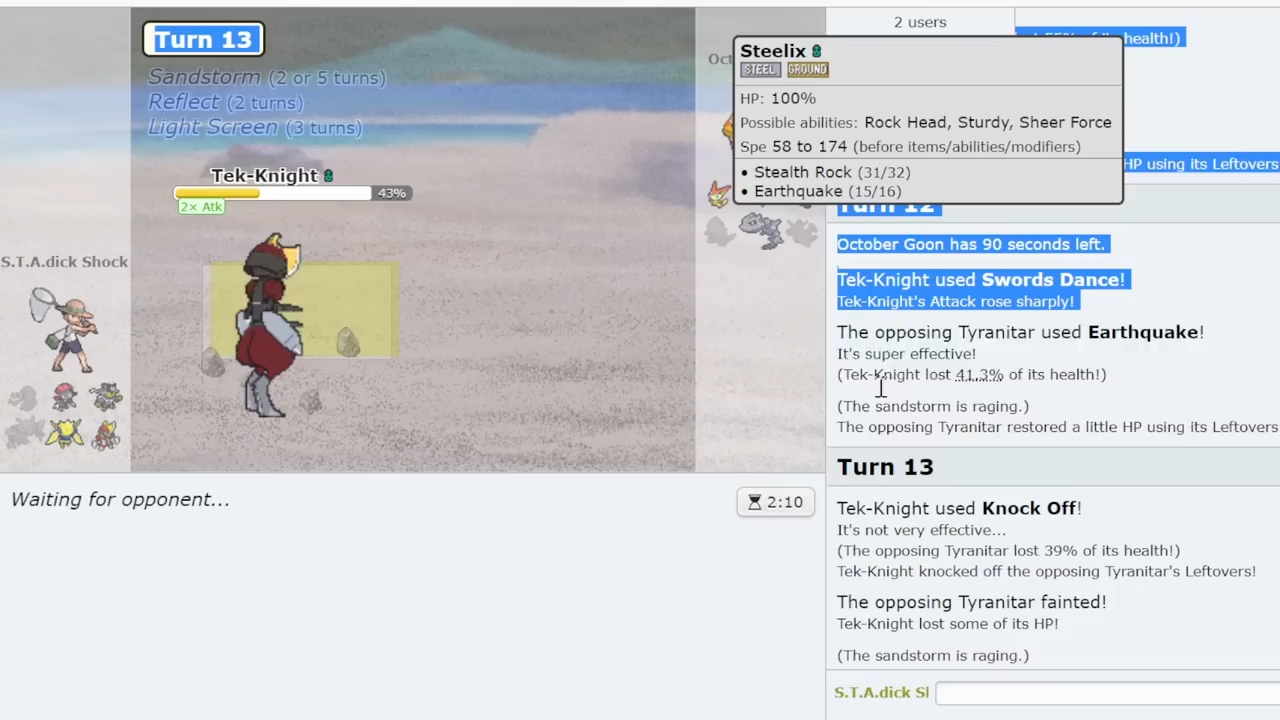 Turn 13
Sandstorm (2 or 5 turns)
Reflect (2 turns)
Light Screen (3 turns)
Tek-Knight
43%
2× Atk
S.T.A.dick Shock
Waiting for opponent...
2:10
Oct
2 users
health!)
Steelix
STEEL GROUND
HP: 100%
Possible abilities: Rock Head, Sturdy, Sheer Force
Spe 58 to 174 (before items/abilities/modifiers)
• Stealth Rock (31/32)
• Earthquake (15/16)
HP using its Leftovers
Turn 12
October Goon has 90 seconds left.
Tek-Knight used Swords Dance!
Tek-Knight's Attack rose sharply!
The opposing Tyranitar used Earthquake!
It's super effective!
(Tek-Knight lost 41.3% of its health!)
(The sandstorm is raging.)
The opposing Tyranitar restored a little HP using its Leftovers
Turn 13
Tek-Knight used Knock Off!
It's not very effective...
(The opposing Tyranitar lost 39% of its health!)
Tek-Knight knocked off the opposing Tyranitar's Leftovers!
The opposing Tyranitar fainted!
Tek-Knight lost some of its HP!
(The sandstorm is raging.)
S.T.A.dick Sl